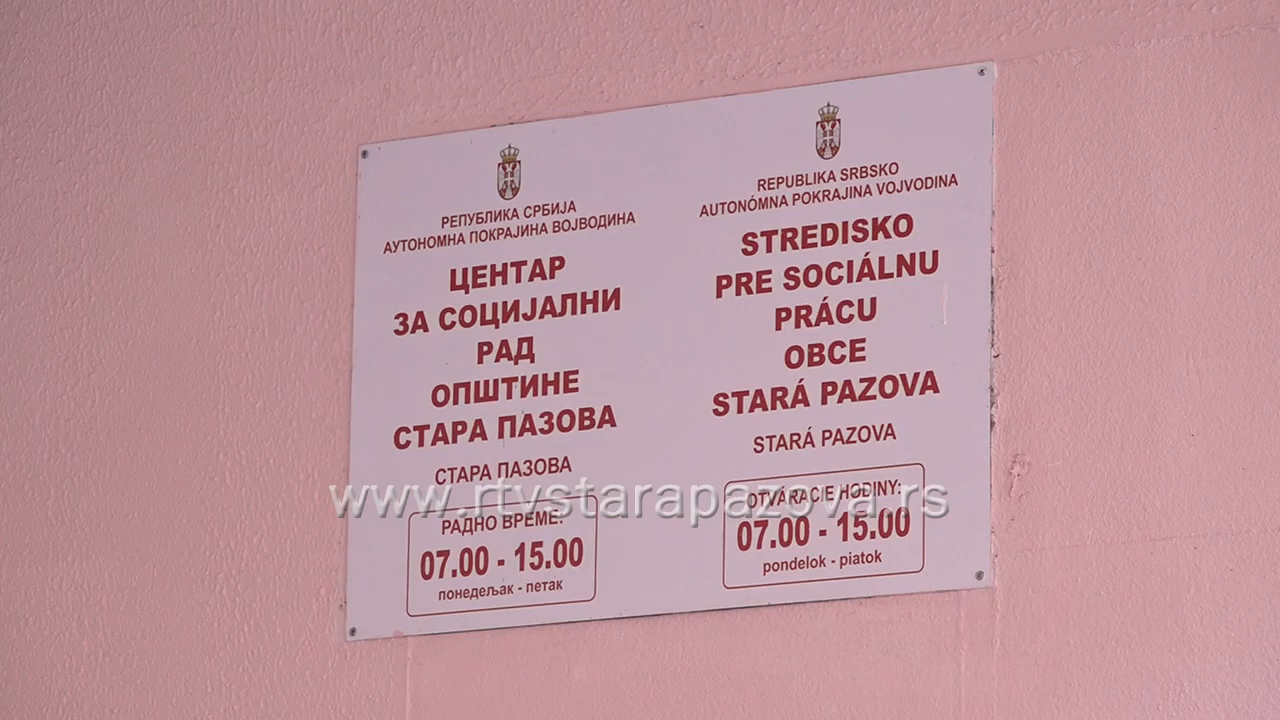 РЕПУБЛИКА СРБИЈА
АУТОНОМНА ПОКРАЈИНА ВОЈВОДИНА
ЦЕНТАР
ЗА СОЦИЈАЛНИ
РАД
ОПШТИНЕ
СТАРА ПАЗОВА
СТАРА ПАЗОВА
РАДНО ВРЕМЕ:
07.00 - 15.00
понедељак - петак
REPUBLIKA SRBSKO
AUTONÓMNA POKRAJINA VOJVODINA
STREDISKO
PRE SOCIÁLNU
PRÁCU
OBCE
STARÁ PAZOVA
STARÁ PAZOVA
OTVÁRACIE HODINY:
07.00 - 15.00
pondelok - piatok
www.rtvstarapazova.rs